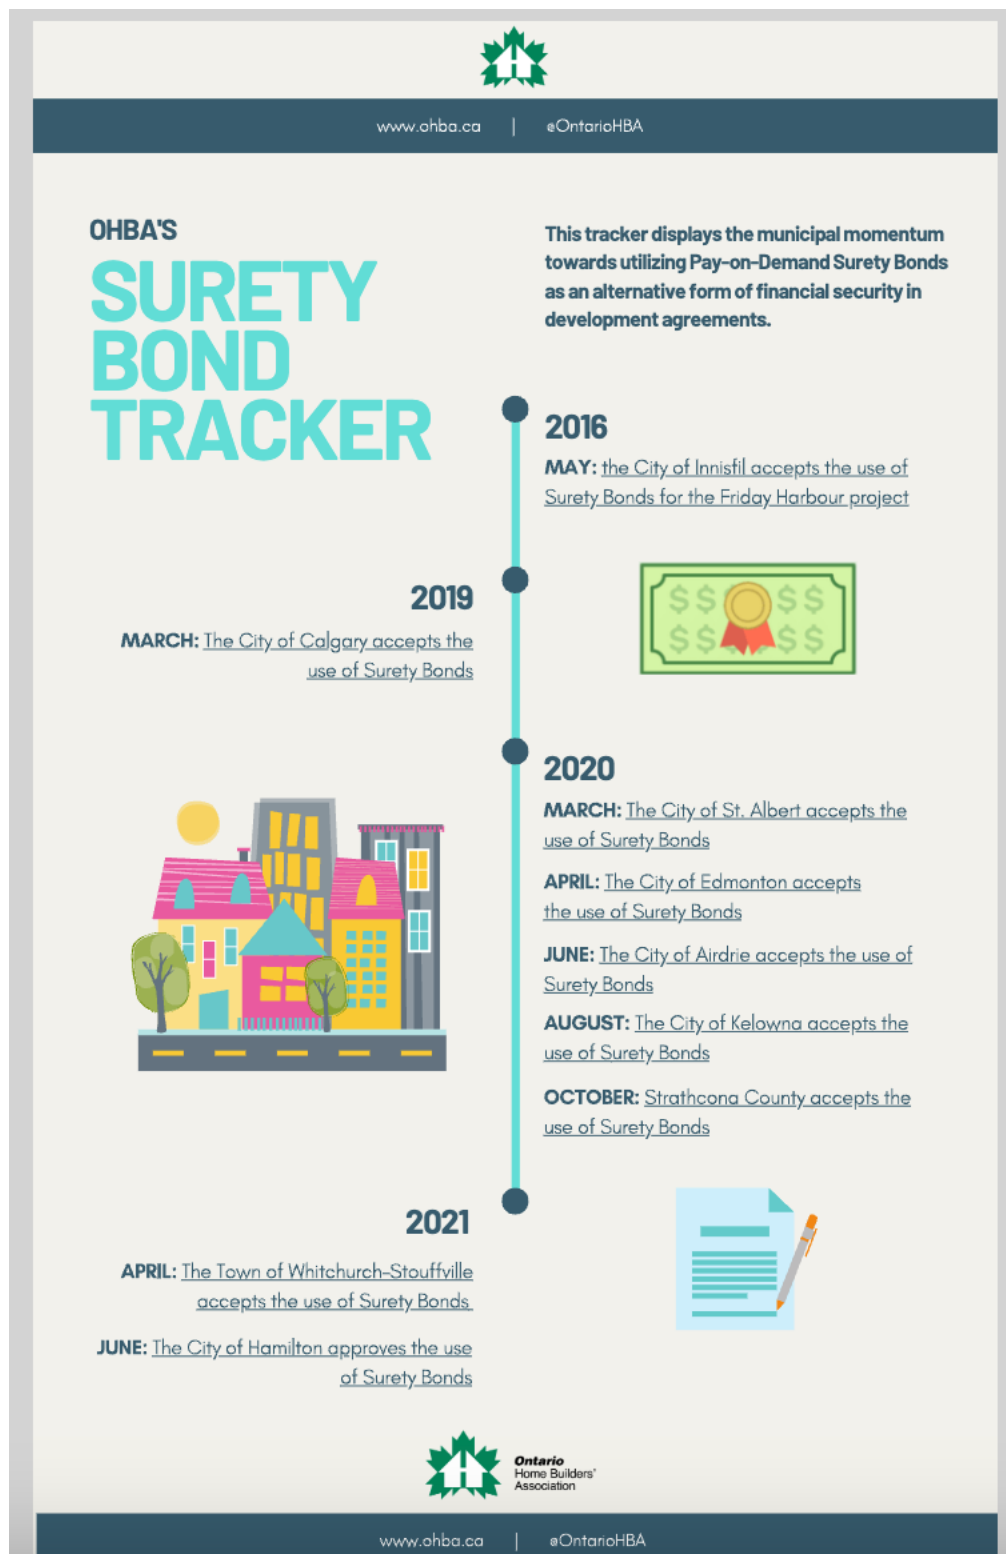 www.ohba.ca | @OntarioHBA
OHBA'S
SURETY
BOND
TRACKER
This tracker displays the municipal momentum
towards utilizing Pay-on-Demand Surety Bonds
as an alternative form of financial security in
development agreements.
2016
MAY: the City of Innisfil accepts the use of
Surety Bonds for the Friday Harbour project
$ $ $ $
$ $ $ $
2019
MARCH: The City of Calgary accepts the
use of Surety Bonds
2020
MARCH: The City of St. Albert accepts the
use of Surety Bonds
APRIL: The City of Edmonton accepts
the use of Surety Bonds
JUNE: The City of Airdrie accepts the use of
Surety Bonds
AUGUST: The City of Kelowna accepts the
use of Surety Bonds
OCTOBER: Strathcona County accepts the
use of Surety Bonds
2021
APRIL: The Town of Whitchurch-Stouffville
accepts the use of Surety Bonds
JUNE: The City of Hamilton approves the use
of Surety Bonds
Ontario
Home Builders'
Association
www.ohba.ca | @OntarioHBA